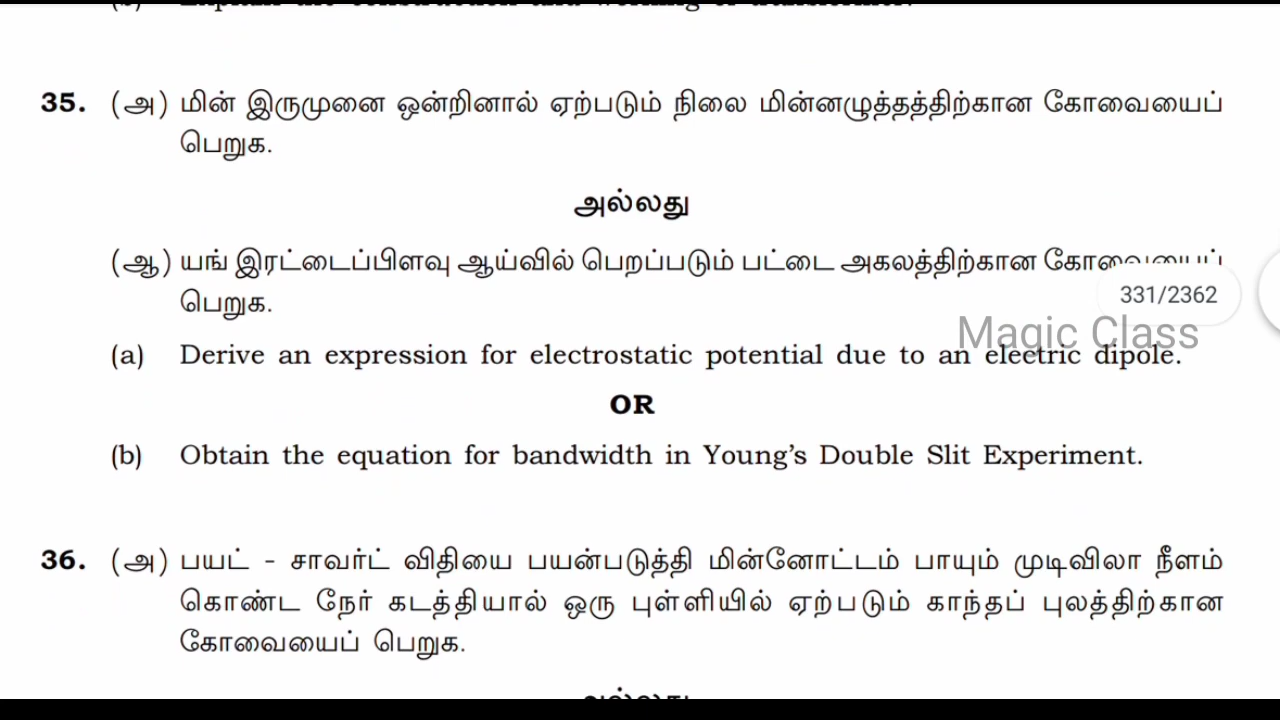 35. (அ) மின் இருமுனை ஒன்றினால் ஏற்படும் நிலை மின்னழுத்தத்திற்கான கோவையைப்
பெறுக.
அல்லது
(ஆ) யங் இரட்டைப்பிளவு ஆய்வில் பெறப்படும் பட்டை அகலத்திற்கான கோவையைப்
பெறுக.
331/2362
Magic Class
(a) Derive an expression for electrostatic potential due to an electric dipole.
OR
(b) Obtain the equation for bandwidth in Young's Double Slit Experiment.
36. (அ) பயட் - சாவர்ட் விதியை பயன்படுத்தி மின்னோட்டம் பாயும் முடிவிலா நீளம்
கொண்ட நேர் கடத்தியால் ஒரு புள்ளியில் ஏற்படும் காந்தப் புலத்திற்கான
கோவையைப் பெறுக.